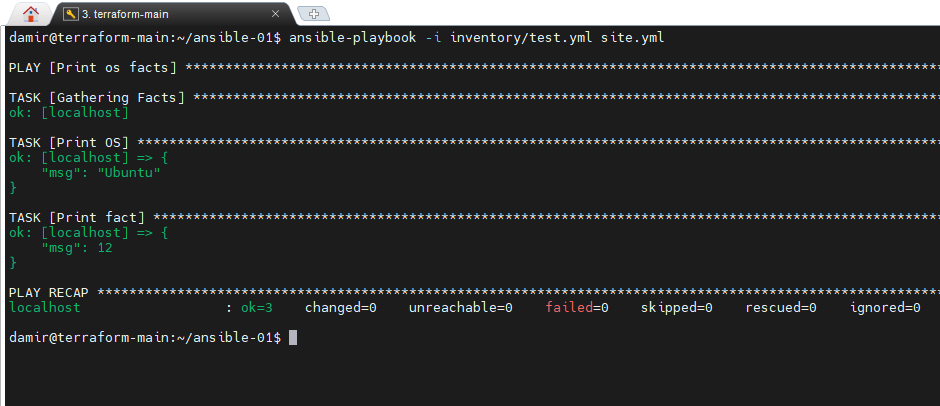 3. terraform-main
damir@terraform-main:~/ansible-01$ ansible-playbook -i inventory/test.yml site.yml
PLAY [Print os facts] **********************************************************************************************
TASK [Gathering Facts] *********************************************************************************************
ok: [localhost]
TASK [Print OS] ****************************************************************************************************
ok: [localhost] => {
    "msg": "Ubuntu"
}
TASK [Print fact] **************************************************************************************************
ok: [localhost] => {
    "msg": 12
}
PLAY RECAP *********************************************************************************************************
localhost                  : ok=3    changed=0    unreachable=0    failed=0    skipped=0    rescued=0    ignored=0
damir@terraform-main:~/ansible-01$